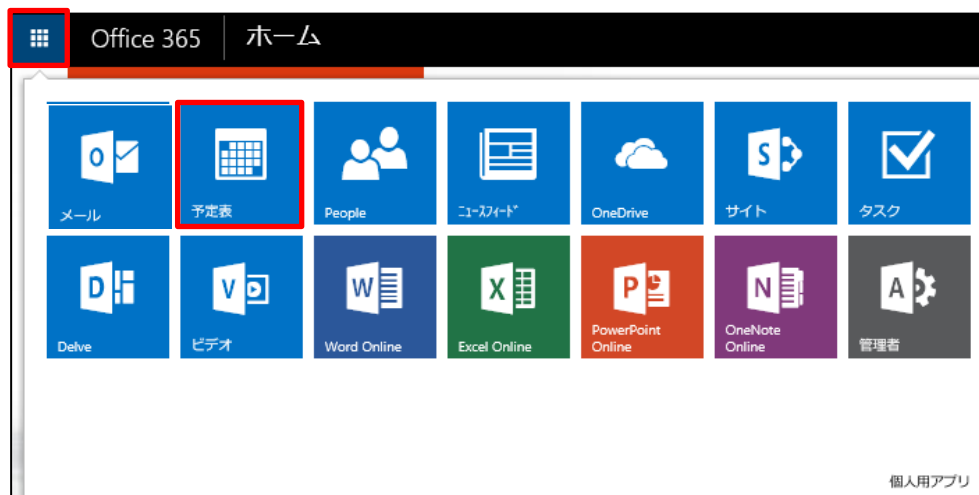 Office 365 ホーム
メール
予定表
People
ﾆｭｰｽﾌｨｰﾄﾞ
OneDrive
サイト
タスク
Delve
ビデオ
Word Online
Excel Online
PowerPoint
Online
OneNote
Online
管理者
個人用アプリ